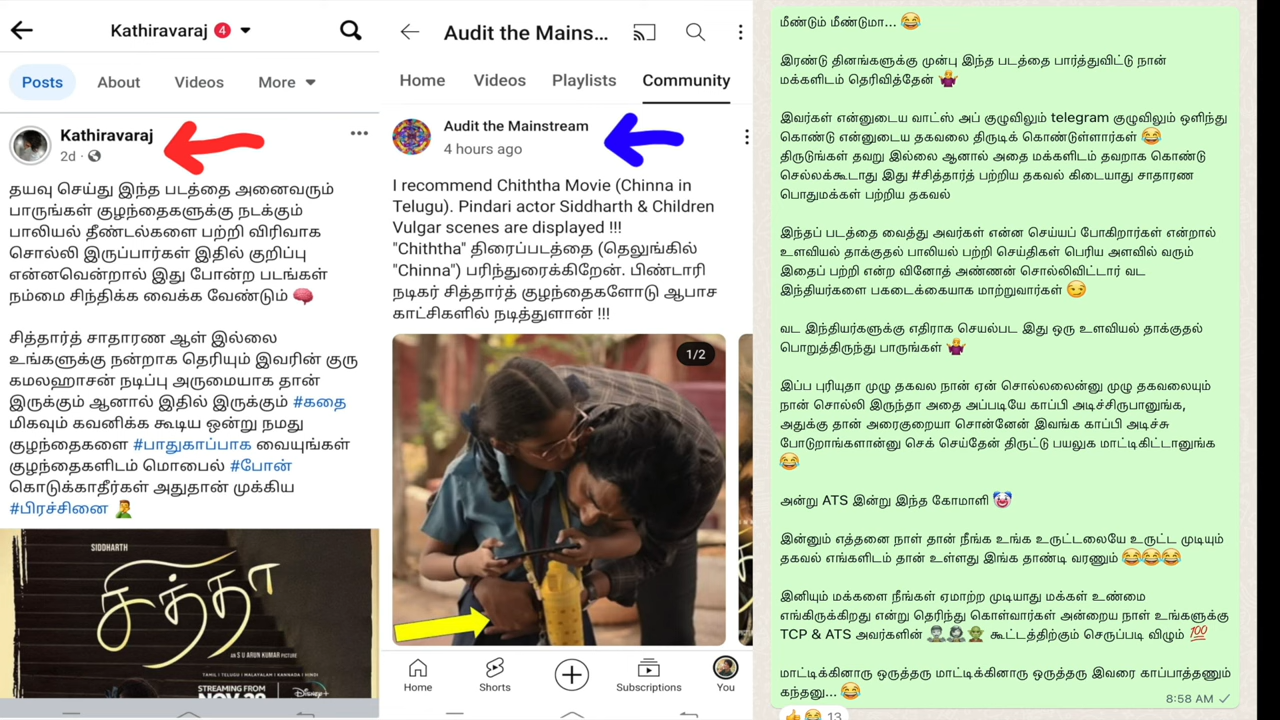 Kathiravaraj 4
Posts About Videos More
Kathiravaraj
2d
தயவு செய்து இந்த படத்தை அனைவரும்
பாருங்கள் குழந்தைகளுக்கு நடக்கும்
பாலியல் தீண்டல்களை பற்றி விரிவாக
சொல்லி இருப்பார்கள் இதில் குறிப்பு
என்னவென்றால் இது போன்ற படங்கள்
நம்மை சிந்திக்க வைக்க வேண்டும் 🧠
சித்தார்த் சாதாரண ஆள் இல்லை
உங்களுக்கு நன்றாக தெரியும் இவரின் குரு
கமலஹாசன் நடிப்பு அருமையாக தான்
இருக்கும் ஆனால் இதில் இருக்கும் #கதை
மிகவும் கவனிக்க கூடிய ஒன்று நமது
குழந்தைகளை #பாதுகாப்பாக வையுங்கள்
குழந்தைகளிடம் மொபைல் #போன்
கொடுக்காதீர்கள் அதுதான் முக்கிய
#பிரச்சினை 🤦‍♂️
SIDDHARTH
சித்தா
AN S U ARUN KUMAR PICTURE
TAMIL | TELUGU | MALAYALAM | KANNADA | HINDI
STREAMING FROM
NOV 28
Disney+
Audit the Mains...
Home Videos Playlists Community
Audit the Mainstream
4 hours ago
I recommend Chiththa Movie (Chinna in
Telugu). Pindari actor Siddharth & Children
Vulgar scenes are displayed !!!
"Chiththa" திரைப்படத்தை (தெலுங்கில்
"Chinna") பரிந்துரைக்கிறேன். பிண்டாரி
நடிகர் சித்தார்த் குழந்தைகளோடு ஆபாச
காட்சிகளில் நடித்துளான் !!!
1/2
Home Shorts Subscriptions You
மீண்டும் மீண்டுமா... 😂
இரண்டு தினங்களுக்கு முன்பு இந்த படத்தை பார்த்துவிட்டு நான்
மக்களிடம் தெரிவித்தேன் 🤷‍♀️
இவர்கள் என்னுடைய வாட்ஸ் அப் குழுவிலும் telegram குழுவிலும் ஒளிந்து
கொண்டு என்னுடைய தகவலை திருடிக் கொண்டுள்ளார்கள் 😂
திருடுங்கள் தவறு இல்லை ஆனால் அதை மக்களிடம் தவறாக கொண்டு
செல்லக்கூடாது இது #சித்தார்த் பற்றிய தகவல் கிடையாது சாதாரண
பொதுமக்கள் பற்றிய தகவல்
இந்தப் படத்தை வைத்து அவர்கள் என்ன செய்யப் போகிறார்கள் என்றால்
உளவியல் தாக்குதல் பாலியல் பற்றி செய்திகள் பெரிய அளவில் வரும்
இதைப் பற்றி என்ற வினோத் அண்ணன் சொல்லிவிட்டார் வட
இந்தியர்களை பகடைக்கையாக மாற்றுவார்கள் 😏
வட இந்தியர்களுக்கு எதிராக செயல்பட இது ஒரு உளவியல் தாக்குதல்
பொறுத்திருந்து பாருங்கள் 🤷‍♀️
இப்ப புரியுதா முழு தகவல நான் ஏன் சொல்லலைன்னு முழு தகவலையும்
நான் சொல்லி இருந்தா அதை அப்படியே காப்பி அடிச்சிருபானுங்க,
அதுக்கு தான் அரைகுறையா சொன்னேன் இவங்க காப்பி அடிச்சு
போடுறாங்களான்னு செக் செய்தேன் திருட்டு பயலுக மாட்டிகிட்டானுங்க
😂
அன்று ATS இன்று இந்த கோமாளி 🤡
இன்னும் எத்தனை நாள் தான் நீங்க உங்க உருட்டலையே உருட்ட முடியும்
தகவல் எங்களிடம் தான் உள்ளது இங்க தாண்டி வரணும் 😂😂😂
இனியும் மக்களை நீங்கள் ஏமாற்ற முடியாது மக்கள் உண்மை
எங்கிருக்கிறது என்று தெரிந்து கொள்வார்கள் அன்றைய நாள் உங்களுக்கு
TCP & ATS அவர்களின் 🧟‍♂️🧟‍♀️🧌 கூட்டத்திற்கும் செருப்படி விழும் 💯
மாட்டிக்கினாரு ஒருத்தரு மாட்டிக்கினாரு ஒருத்தரு இவரை காப்பாத்தணும்
கந்தனு... 😂
8:58 AM
👍😂 13